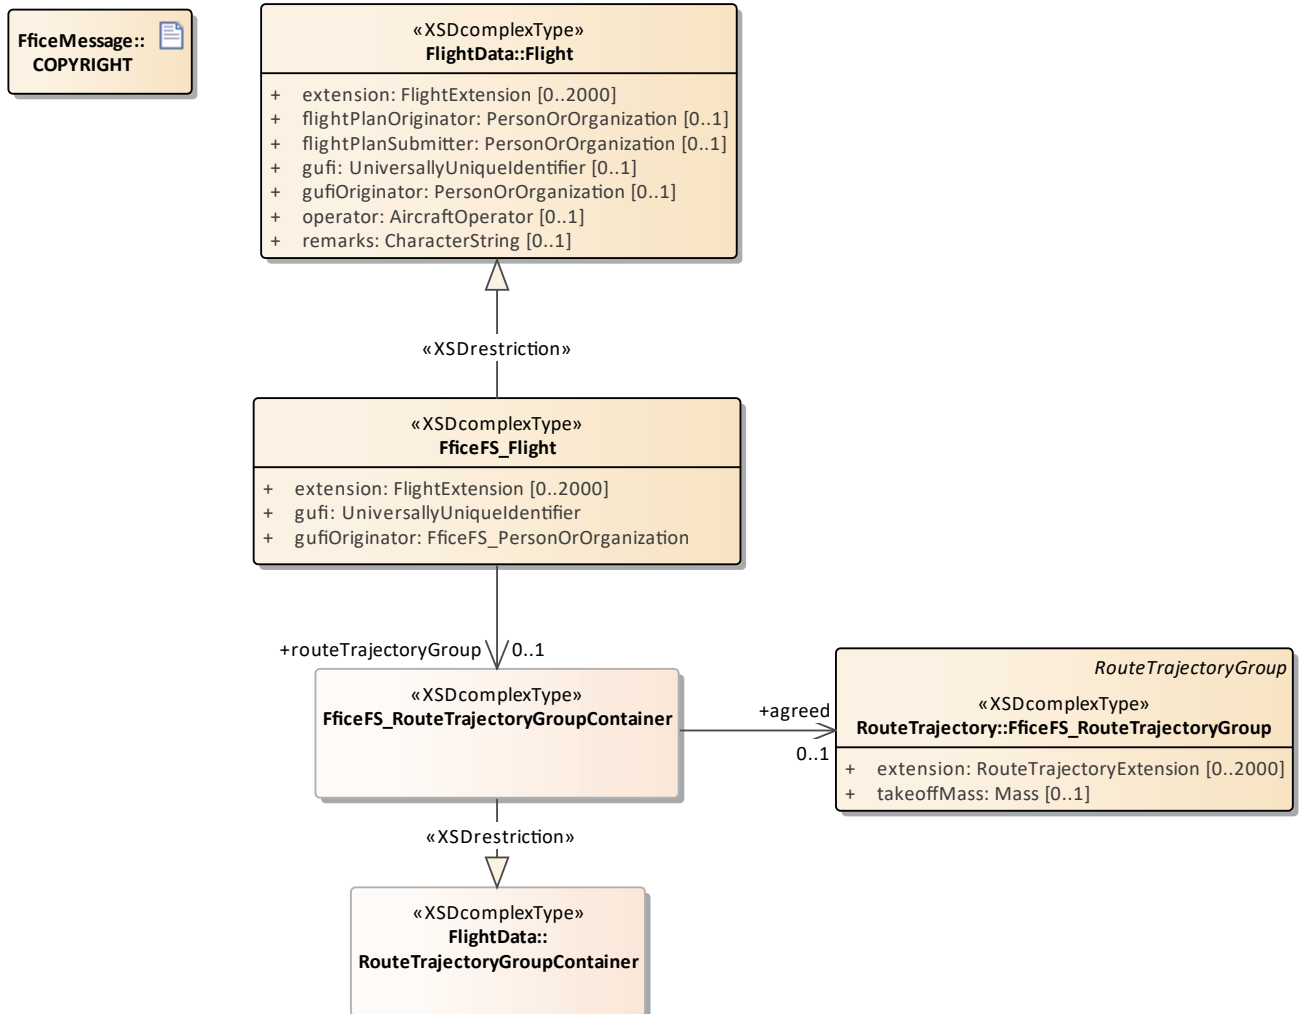 FficeMessage::
COPYRIGHT
«XSDcomplexType»
FlightData::Flight
+ extension: FlightExtension [0..2000]
+ flightPlanOriginator: PersonOrOrganization [0..1]
+ flightPlanSubmitter: PersonOrOrganization [0..1]
+ gufi: UniversallyUniqueIdentifier [0..1]
+ gufiOriginator: PersonOrOrganization [0..1]
+ operator: AircraftOperator [0..1]
+ remarks: CharacterString [0..1]
«XSDrestriction»
«XSDcomplexType»
FficeFS_Flight
+ extension: FlightExtension [0..2000]
+ gufi: UniversallyUniqueIdentifier
+ gufiOriginator: FficeFS_PersonOrOrganization
+routeTrajectoryGroup 0..1
«XSDcomplexType»
FficeFS_RouteTrajectoryGroupContainer
+agreed
0..1
RouteTrajectoryGroup
«XSDcomplexType»
RouteTrajectory::FficeFS_RouteTrajectoryGroup
+ extension: RouteTrajectoryExtension [0..2000]
+ takeoffMass: Mass [0..1]
«XSDrestriction»
«XSDcomplexType»
FlightData::
RouteTrajectoryGroupContainer